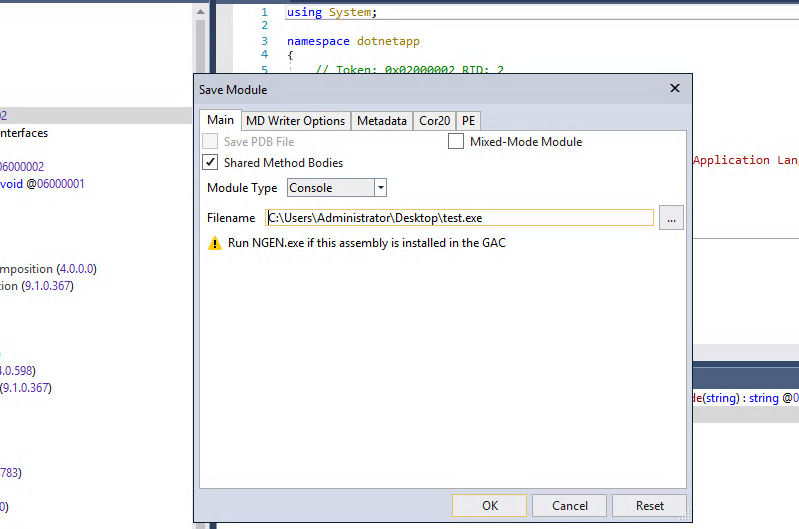 1 using System;
2
3 namespace dotnetapp
4 {
5 // Token: 0x02000002 RID: 2
02
nterfaces
06000002
void @06000001
mposition (4.0.0.0)
tion (9.1.0.367)
4.0.598)
(9.1.0.367)
783)
0)
Save Module
Main MD Writer Options Metadata Cor20 PE
Save PDB File Mixed-Mode Module
Shared Method Bodies
Module Type Console
Filename C:\Users\Administrator\Desktop\test.exe ...
Run NGEN.exe if this assembly is installed in the GAC
OK Cancel Reset
Application Lan
de(string) : string @0